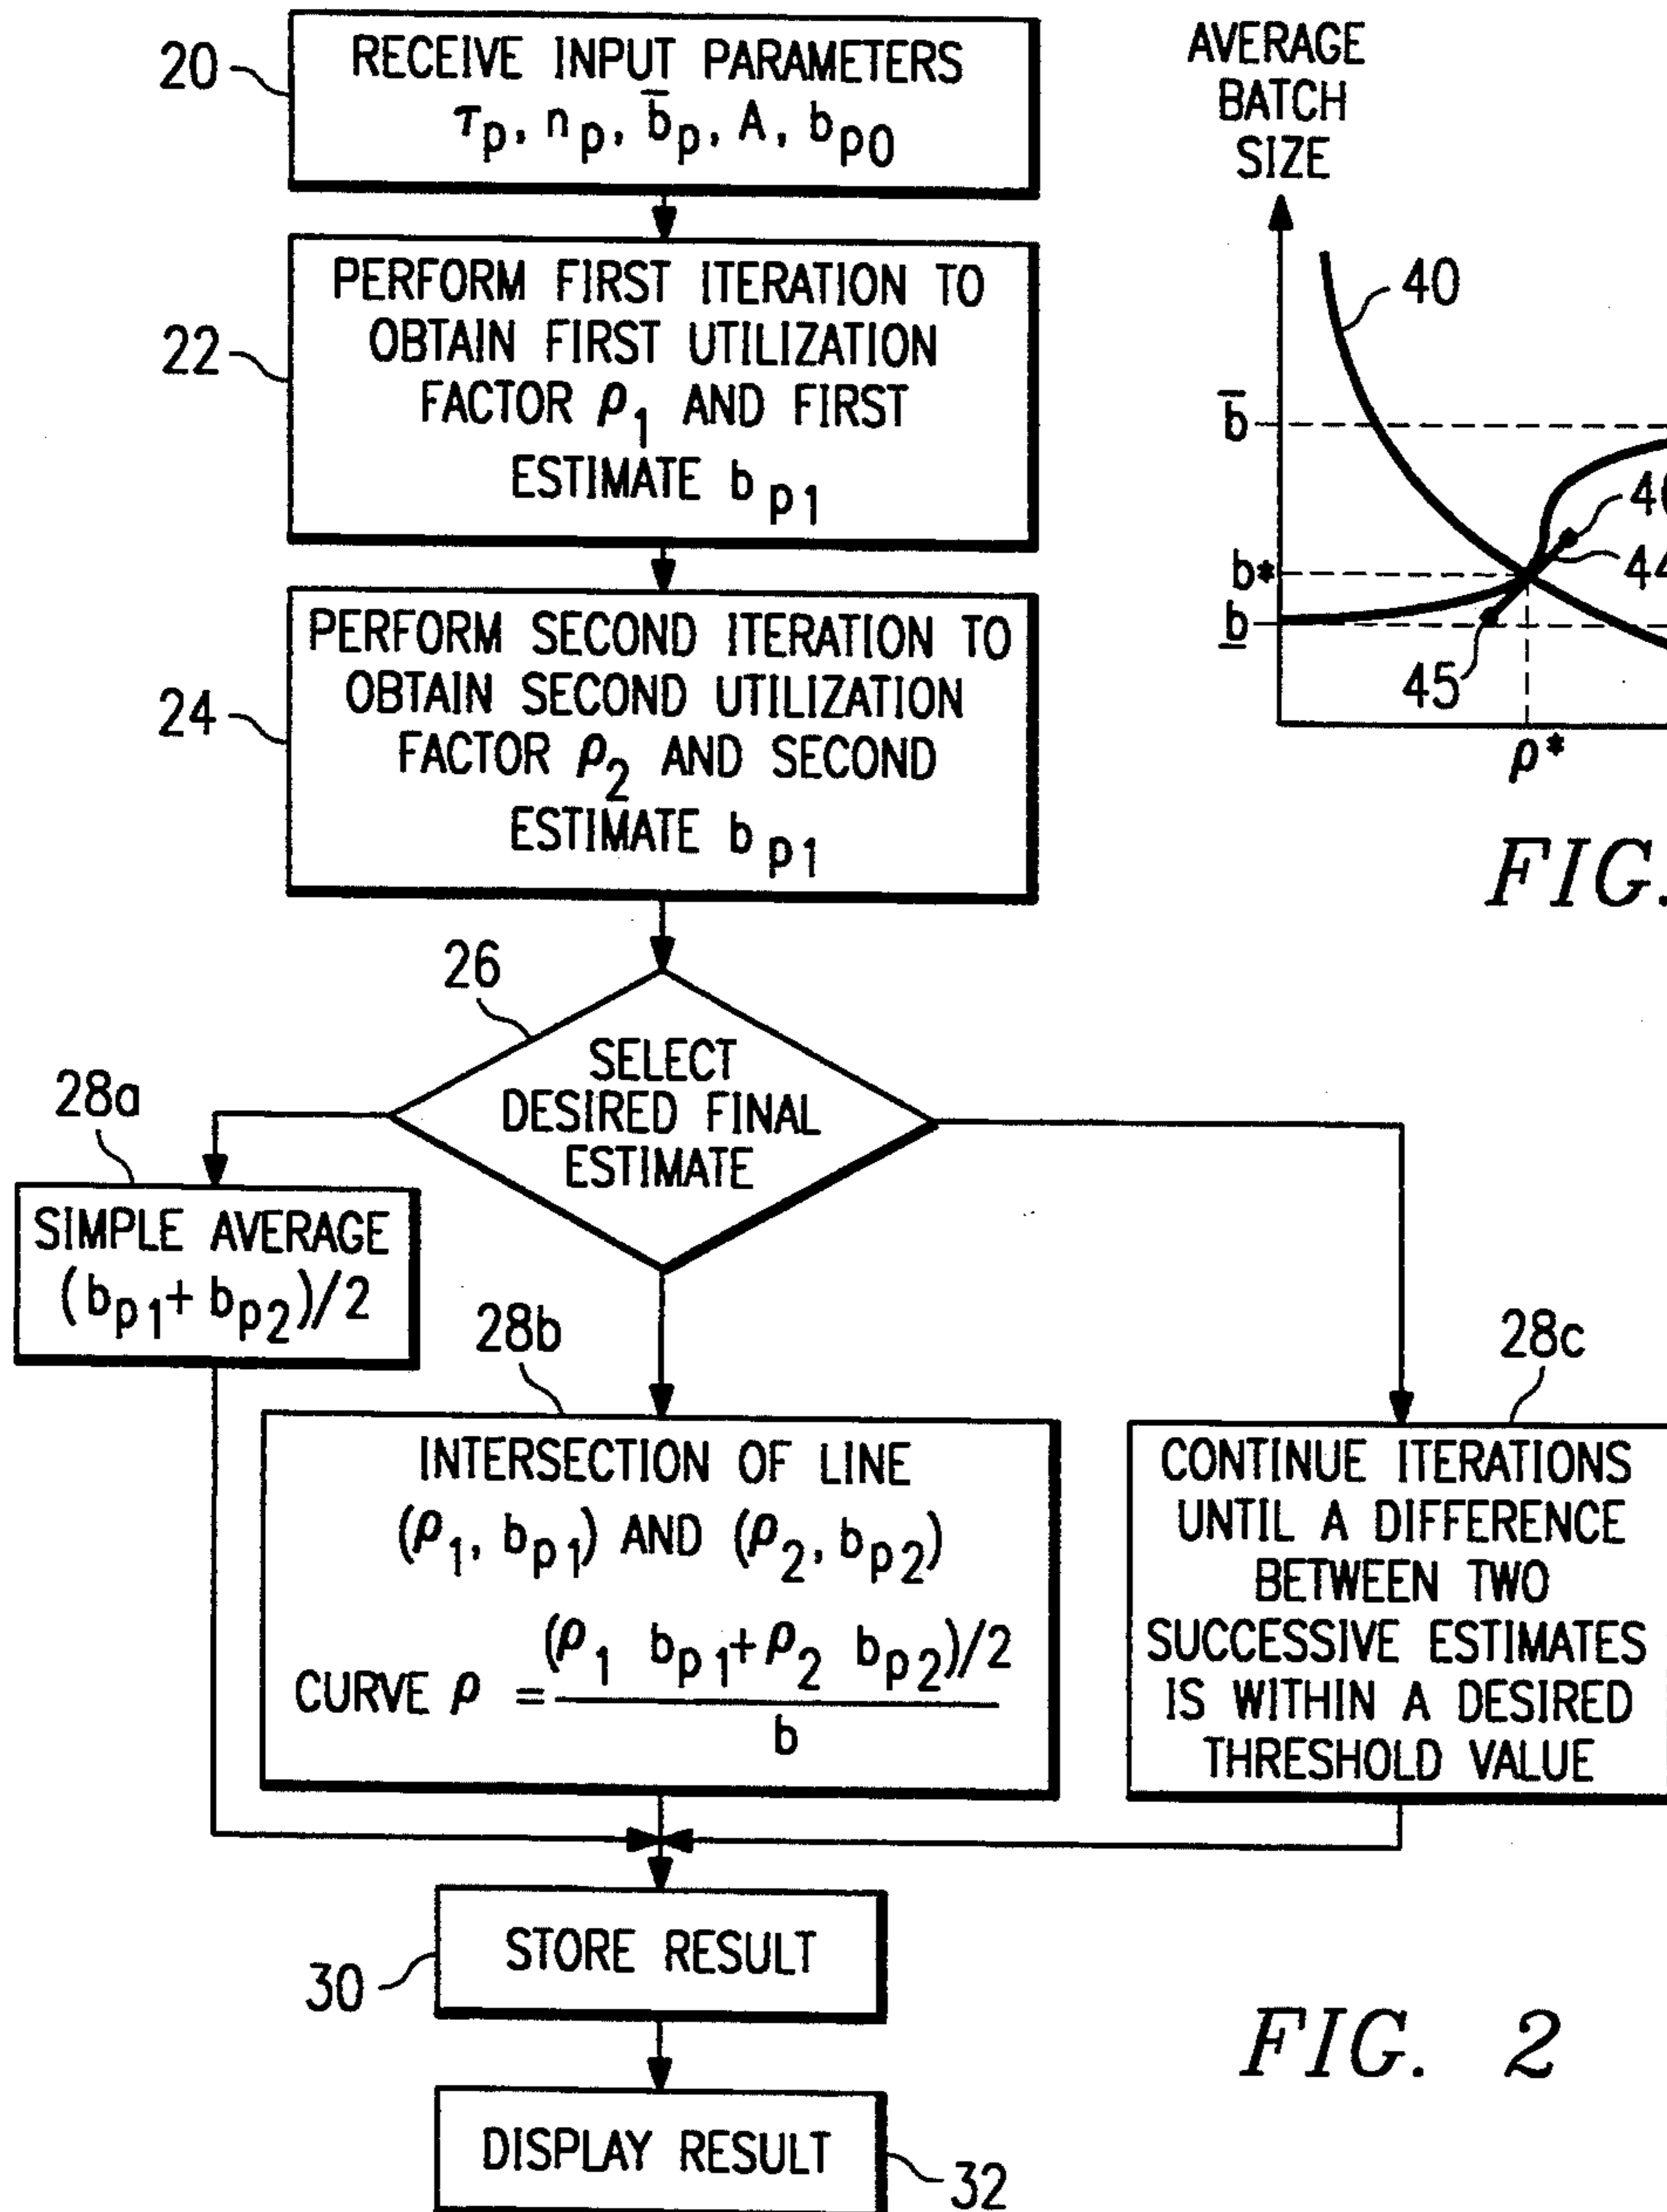 20
RECEIVE INPUT PARAMETERS
τp, np, b̄p, A, bp0
22
PERFORM FIRST ITERATION TO
OBTAIN FIRST UTILIZATION
FACTOR ρ1 AND FIRST
ESTIMATE bp1
24
PERFORM SECOND ITERATION TO
OBTAIN SECOND UTILIZATION
FACTOR ρ2 AND SECOND
ESTIMATE bp1
26
SELECT
DESIRED FINAL
ESTIMATE
28a
SIMPLE AVERAGE
(bp1+ bp2)/2
28b
INTERSECTION OF LINE
(ρ1, bp1) AND (ρ2, bp2)
CURVE ρ = (ρ1 bp1+ρ2 bp2)/2
b
28c
CONTINUE ITERATIONS
UNTIL A DIFFERENCE
BETWEEN TWO
SUCCESSIVE ESTIMATES
IS WITHIN A DESIRED
THRESHOLD VALUE
30
STORE RESULT
DISPLAY RESULT
32
FIG. 2
AVERAGE
BATCH
SIZE
40
b̄
44
b*
b̲
45
ρ*
FIG.